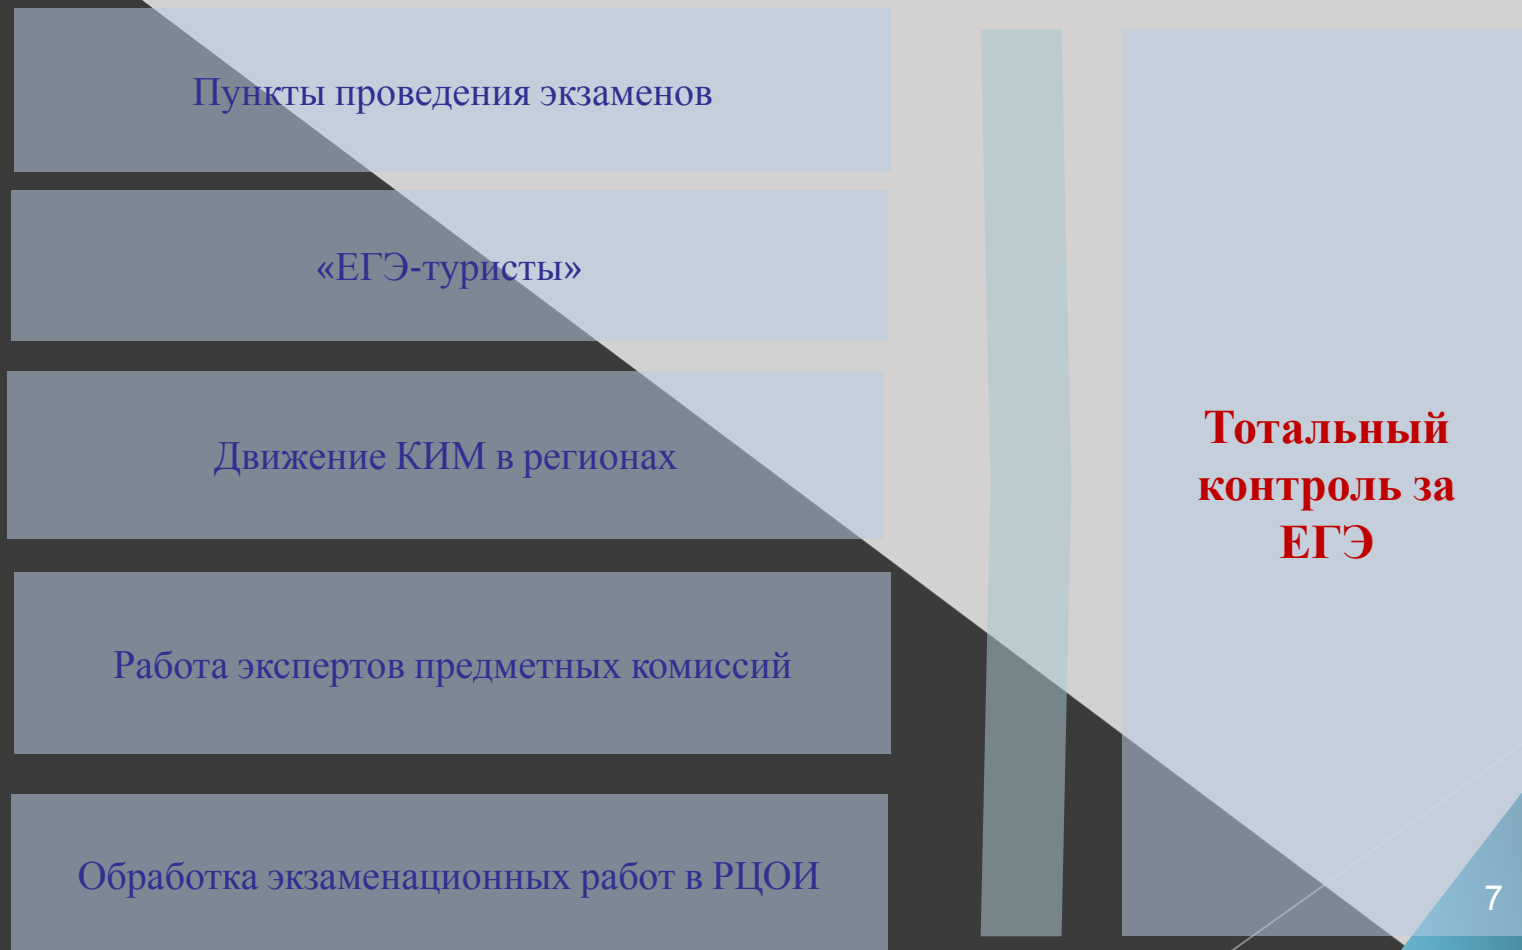 Пункты проведения экзаменов
«ЕГЭ-туристы»
Движение КИМ в регионах
Работа экспертов предметных комиссий
Обработка экзаменационных работ в РЦОИ
Тотальный
контроль за
ЕГЭ
7